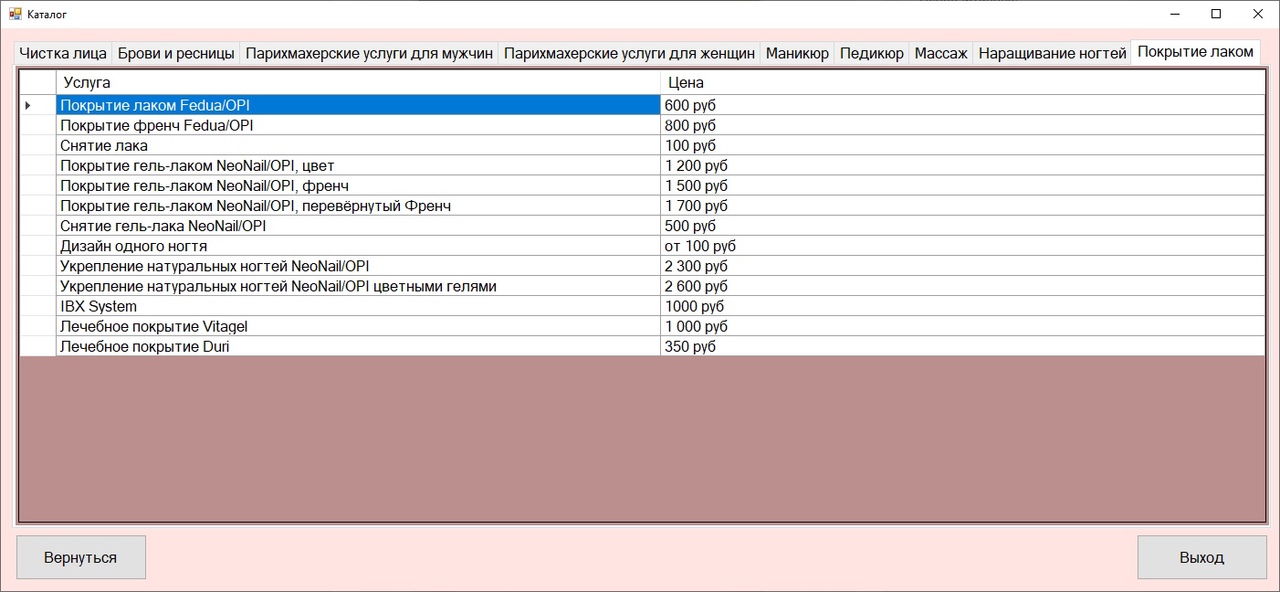 Каталог
Чистка лица Брови и ресницы Парихмахерские услуги для мужчин Парихмахерские услуги для женщин Маникюр Педикюр Массаж Наращивание ногтей Покрытие лаком
Услуга Цена
Покрытие лаком Fedua/OPI 600 руб
Покрытие френч Fedua/OPI 800 руб
Снятие лака 100 руб
Покрытие гель-лаком NeoNail/OPI, цвет 1 200 руб
Покрытие гель-лаком NeoNail/OPI, френч 1 500 руб
Покрытие гель-лаком NeoNail/OPI, перевёрнутый Френч 1 700 руб
Снятие гель-лака NeoNail/OPI 500 руб
Дизайн одного ногтя от 100 руб
Укрепление натуральных ногтей NeoNail/OPI 2 300 руб
Укрепление натуральных ногтей NeoNail/OPI цветными гелями 2 600 руб
IBX System 1000 руб
Лечебное покрытие Vitagel 1 000 руб
Лечебное покрытие Duri 350 руб
Вернуться Выход